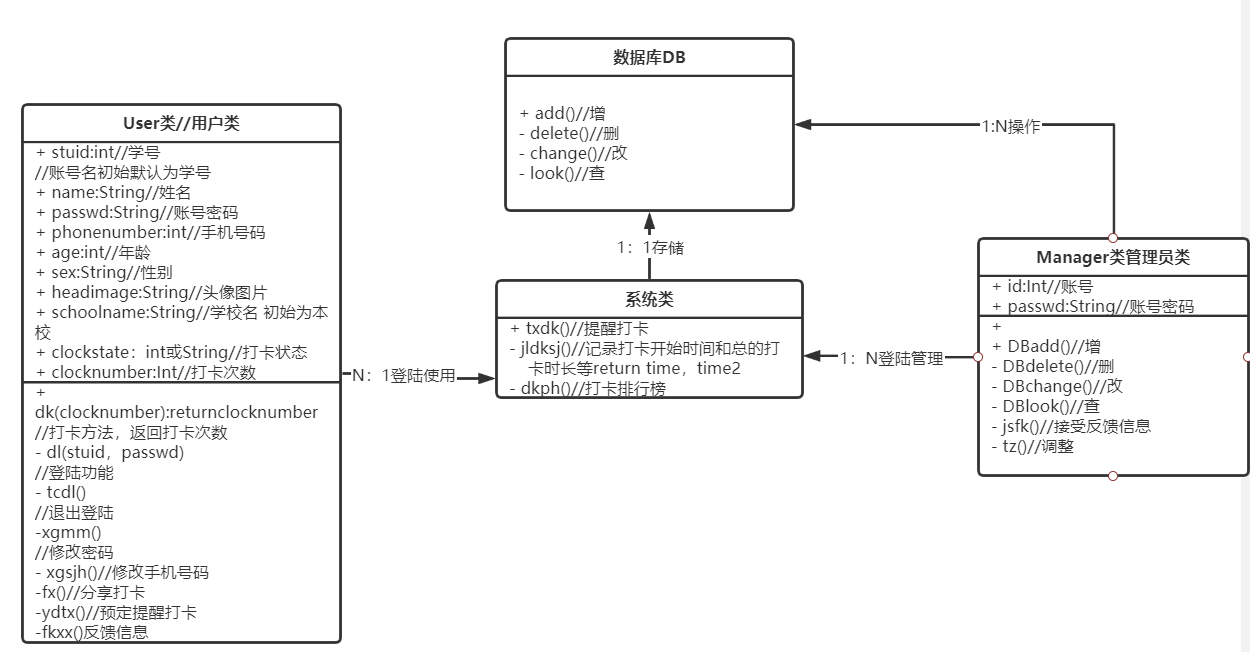 数据库DB
+ add()//增
- delete()//删
- change()//改
- look()//查
User类//用户类
+ stuid:int//学号
//账号名初始默认为学号
+ name:String//姓名
+ passwd:String//账号密码
+ phonenumber:int//手机号码
+ age:int//年龄
+ sex:String//性别
+ headimage:String//头像图片
+ schoolname:String//学校名 初始为本
校
+ clockstate：int或String//打卡状态
+ clocknumber:Int//打卡次数
+
dk(clocknumber):returnclocknumber
//打卡方法，返回打卡次数
- dl(stuid，passwd)
//登陆功能
- tcdl()
//退出登陆
-xgmm()
//修改密码
- xgsjh()//修改手机号码
-fx()//分享打卡
-ydtx()//预定提醒打卡
-fkxx()反馈信息
N：1登陆使用
1：1存储
系统类
+ txdk()//提醒打卡
- jldksj()//记录打卡开始时间和总的打
卡时长等return time，time2
- dkph()//打卡排行榜
1:N操作
1：N登陆管理
Manager类管理员类
+ id:Int//账号
+ passwd:String//账号密码
+
+ DBadd()//增
- DBdelete()//删
- DBchange()//改
- DBlook()//查
- jsfk()//接受反馈信息
- tz()//调整